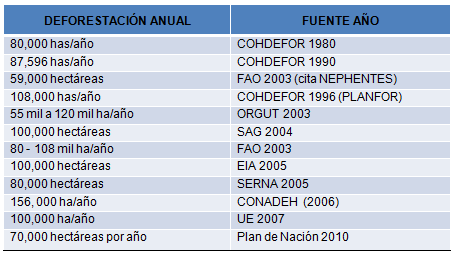 DEFORESTACIÓN ANUAL FUENTE AÑO
80,000 has/año COHDEFOR 1980
87,596 has/año COHDEFOR 1990
59,000 hectáreas FAO 2003 (cita NEPHENTES)
108,000 has/año COHDEFOR 1996 (PLANFOR)
55 mil a 120 mil ha/año ORGUT 2003
100,000 hectáreas SAG 2004
80 - 108 mil ha/año FAO 2003
100,000 hectáreas EIA 2005
80,000 hectáreas SERNA 2005
156, 000 ha/año CONADEH (2006)
100,000 ha/año UE 2007
70,000 hectáreas por año Plan de Nación 2010